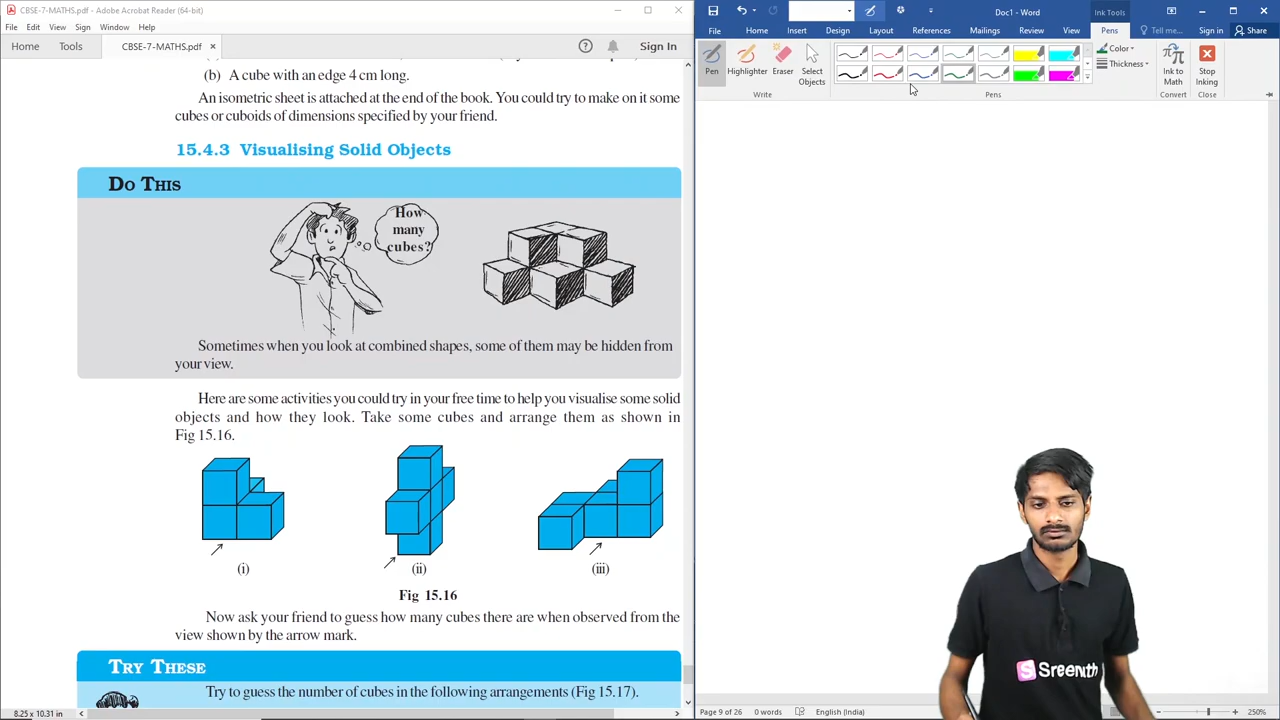 CBSE-7-MATHS.pdf - Adobe Acrobat Reader (64-bit)
File Edit View Sign Window Help
Home Tools CBSE-7-MATHS.pdf × Sign In
(b) A cube with an edge 4 cm long.
An isometric sheet is attached at the end of the book. You could try to make on it some
cubes or cuboids of dimensions specified by your friend.
15.4.3 Visualising Solid Objects
DO THIS
How
many
cubes?
Sometimes when you look at combined shapes, some of them may be hidden from
your view.
Here are some activities you could try in your free time to help you visualise some solid
objects and how they look. Take some cubes and arrange them as shown in
Fig 15.16.
(i) (ii) (iii)
Fig 15.16
Now ask your friend to guess how many cubes there are when observed from the
view shown by the arrow mark.
TRY THESE
Try to guess the number of cubes in the following arrangements (Fig 15.17).
8.25 x 10.31 in
Doc1 - Word Ink Tools
File Home Insert Design Layout References Mailings Review View Pens Tell me... Sign in Share
Pen Highlighter Eraser Select Objects
Color
Thickness
Ink to Math
Stop Inking
Write Pens Convert Close
Sreenith
Page 9 of 26 0 words English (India) 250%